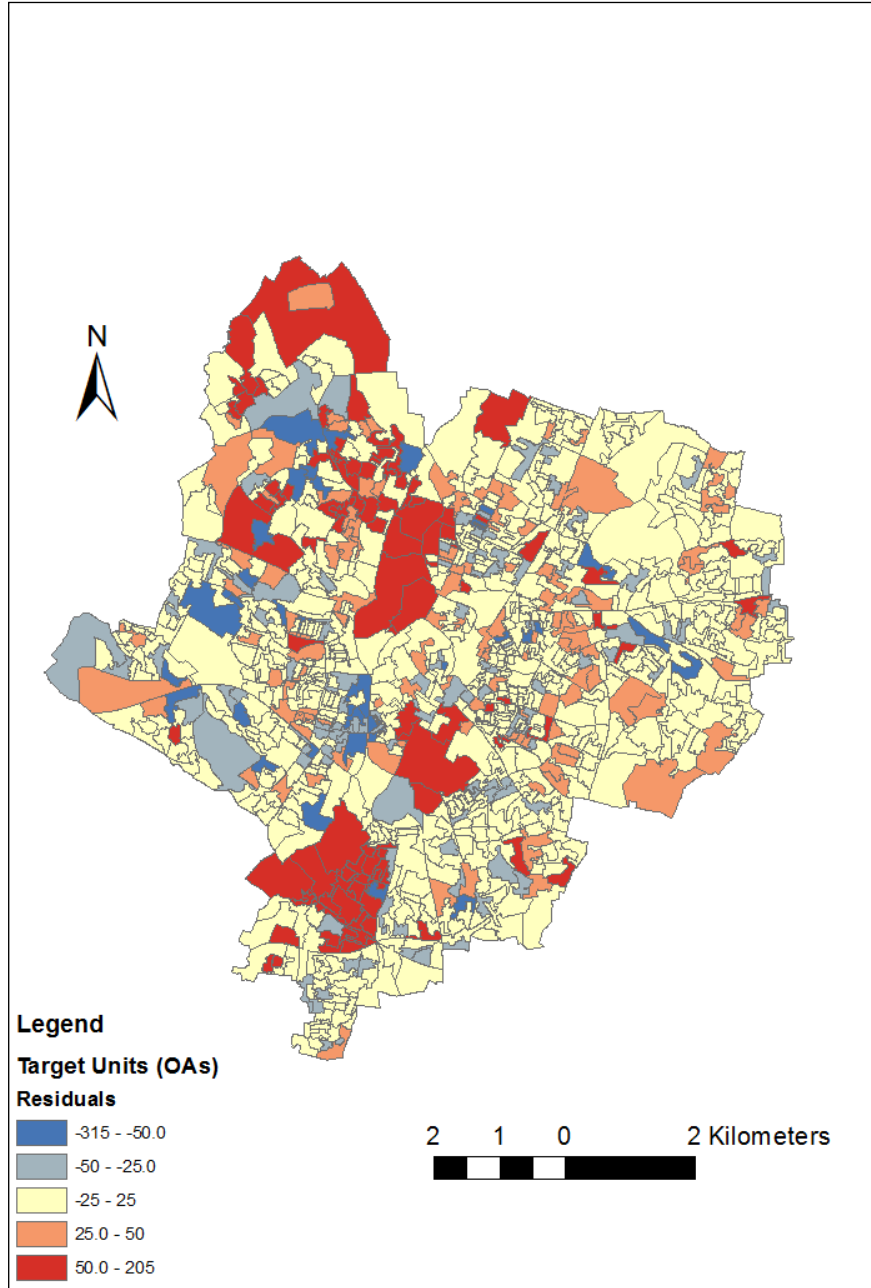 N
Legend
Target Units (OAs)
Residuals
-315 - -50.0
-50 - -25.0
-25 - 25
25.0 - 50
50.0 - 205
2 1 0 2 Kilometers